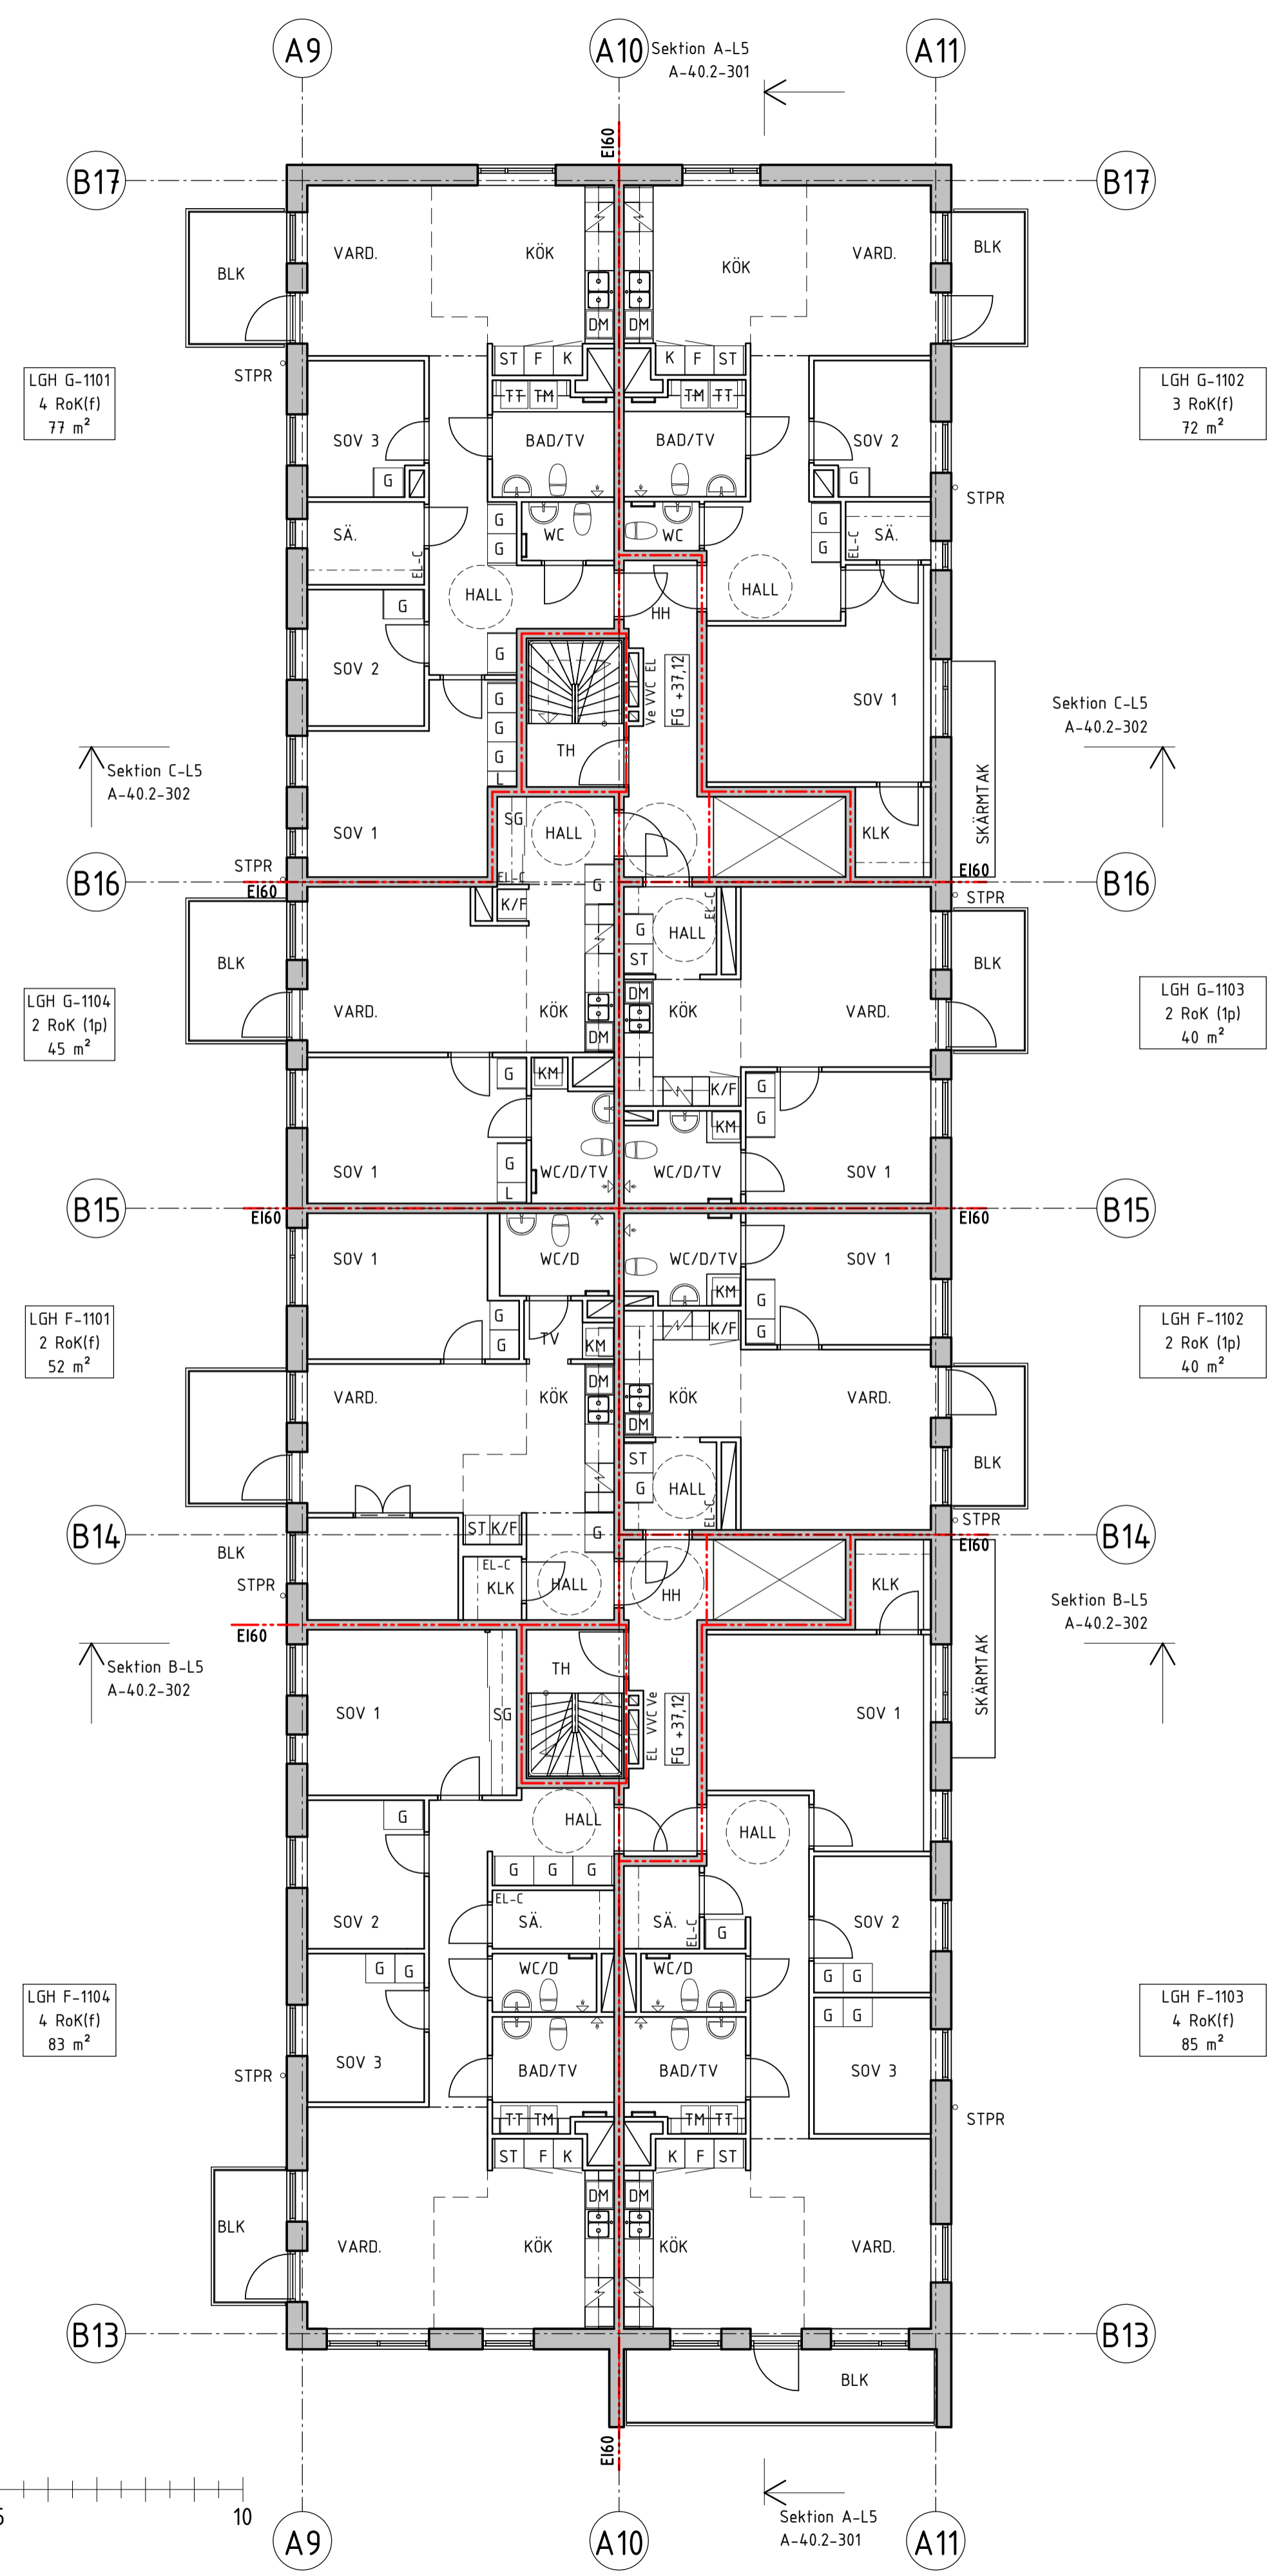 A9
A10
A11
Sektion A-L5
A-40.2-301
EI60
B17
B17
BLK
VARD.
KÖK
KÖK
VARD.
BLK
DM
DM
ST F K
K F ST
STPR
LGH G-1101
4 RoK(f)
77 m²
LGH G-1102
3 RoK(f)
72 m²
TT TM
TM TT
SOV 3
BAD/TV
BAD/TV
SOV 2
G
G
STPR
SÄ.
EL-C
G
G
WC
WC
G
G
EL-C
SÄ.
HALL
HALL
G
HH
SOV 2
G
Ve VVC EL
FG +37,12
SOV 1
G
G
G
L
TH
Sektion C-L5
A-40.2-302
Sektion C-L5
A-40.2-302
SKÄRMTAK
SG
HALL
SOV 1
KLK
STPR
EI60
EI60
B16
B16
EL-C
K/F
G
EL-C
STPR
G
ST
HALL
BLK
BLK
LGH G-1104
2 RoK (1p)
45 m²
LGH G-1103
2 RoK (1p)
40 m²
VARD.
KÖK
DM
DM
KÖK
VARD.
G
KM
K/F
G
G
KM
G
L
SOV 1
WC/D/TV
WC/D/TV
SOV 1
B15
B15
EI60
EI60
SOV 1
WC/D
WC/D/TV
SOV 1
KM
LGH F-1101
2 RoK(f)
52 m²
LGH F-1102
2 RoK (1p)
40 m²
G
G
TV
KM
K/F
G
G
DM
VARD.
KÖK
KÖK
VARD.
DM
ST
G
HALL
EL-C
BLK
STPR
B14
B14
ST K/F
G
EI60
BLK
STPR
EL-C
KLK
HALL
HH
KLK
EI60
Sektion B-L5
A-40.2-302
Sektion B-L5
A-40.2-302
TH
SKÄRMTAK
SOV 1
SG
EL VVC Ve
FG +37,12
SOV 1
G
HALL
HALL
G G G
EL-C
SÄ.
SÄ.
EL-C
G
SOV 2
SOV 2
G G
WC/D
WC/D
G G
G G
LGH F-1104
4 RoK(f)
83 m²
LGH F-1103
4 RoK(f)
85 m²
SOV 3
BAD/TV
BAD/TV
SOV 3
STPR
STPR
TT TM
TM TT
ST F K
K F ST
DM
DM
BLK
VARD.
KÖK
KÖK
VARD.
B13
B13
BLK
EI60
5
10
Sektion A-L5
A-40.2-301
A9
A10
A11